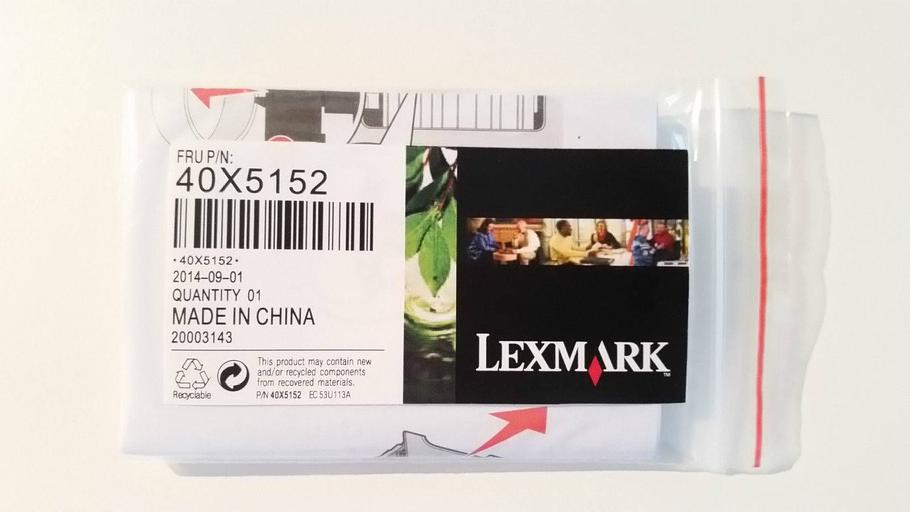 FRU P/N:
40X5152
•40X5152•
2014-09-01
QUANTITY 01
MADE IN CHINA
20003143
Recyclable
This product may contain new
and/or recycled components
from recovered materials.
P/N 40X5152 EC 53U113A
LEXMARK™